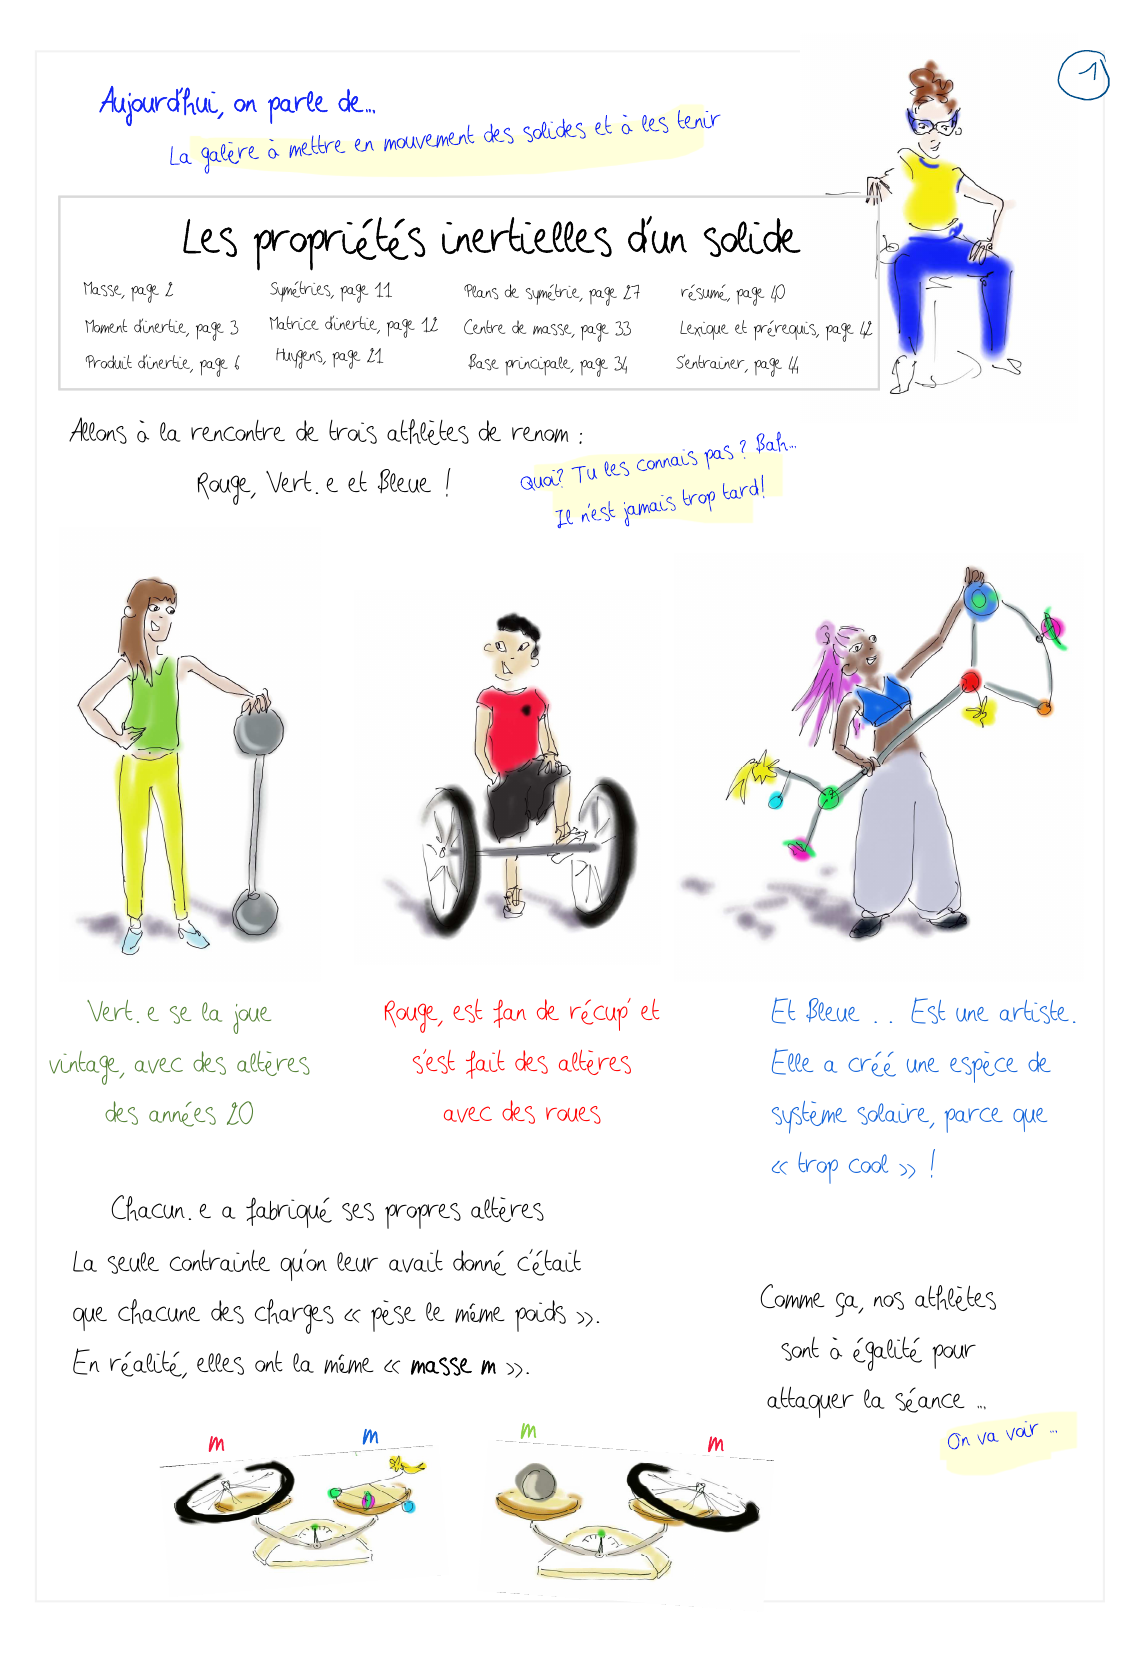 1
Aujourd'hui, on parle de...
La galère à mettre en mouvement des solides et à les tenir
Les propriétés inertielles d'un solide
Masse, page 2
Moment d'inertie, page 3
Produit d'inertie, page 6
Symétries, page 11
Matrice d'inertie, page 12
Huygens, page 21
Plans de symétrie, page 27
Centre de masse, page 33
Base principale, page 34
résumé, page 40
Lexique et prérequis, page 42
S'entrainer, page 44
Allons à la rencontre de trois athlètes de renom :
Rouge, Vert. e et Bleue !
Quoi? Tu les connais pas ? Bah...
Il n'est jamais trop tard!
Vert. e se la joue
vintage, avec des altères
des années 20
Rouge, est fan de récup' et
s'est fait des altères
avec des roues
Et Bleue . . Est une artiste.
Elle a créé une espèce de
système solaire, parce que
« trop cool » !
Chacun. e a fabriqué ses propres altères
La seule contrainte qu'on leur avait donné c'était
que chacune des charges « pèse le même poids ».
En réalité, elles ont la même « masse m ».
Comme ça, nos athlètes
sont à égalité pour
attaquer la séance ...
On va voir ...
m
m
m
m